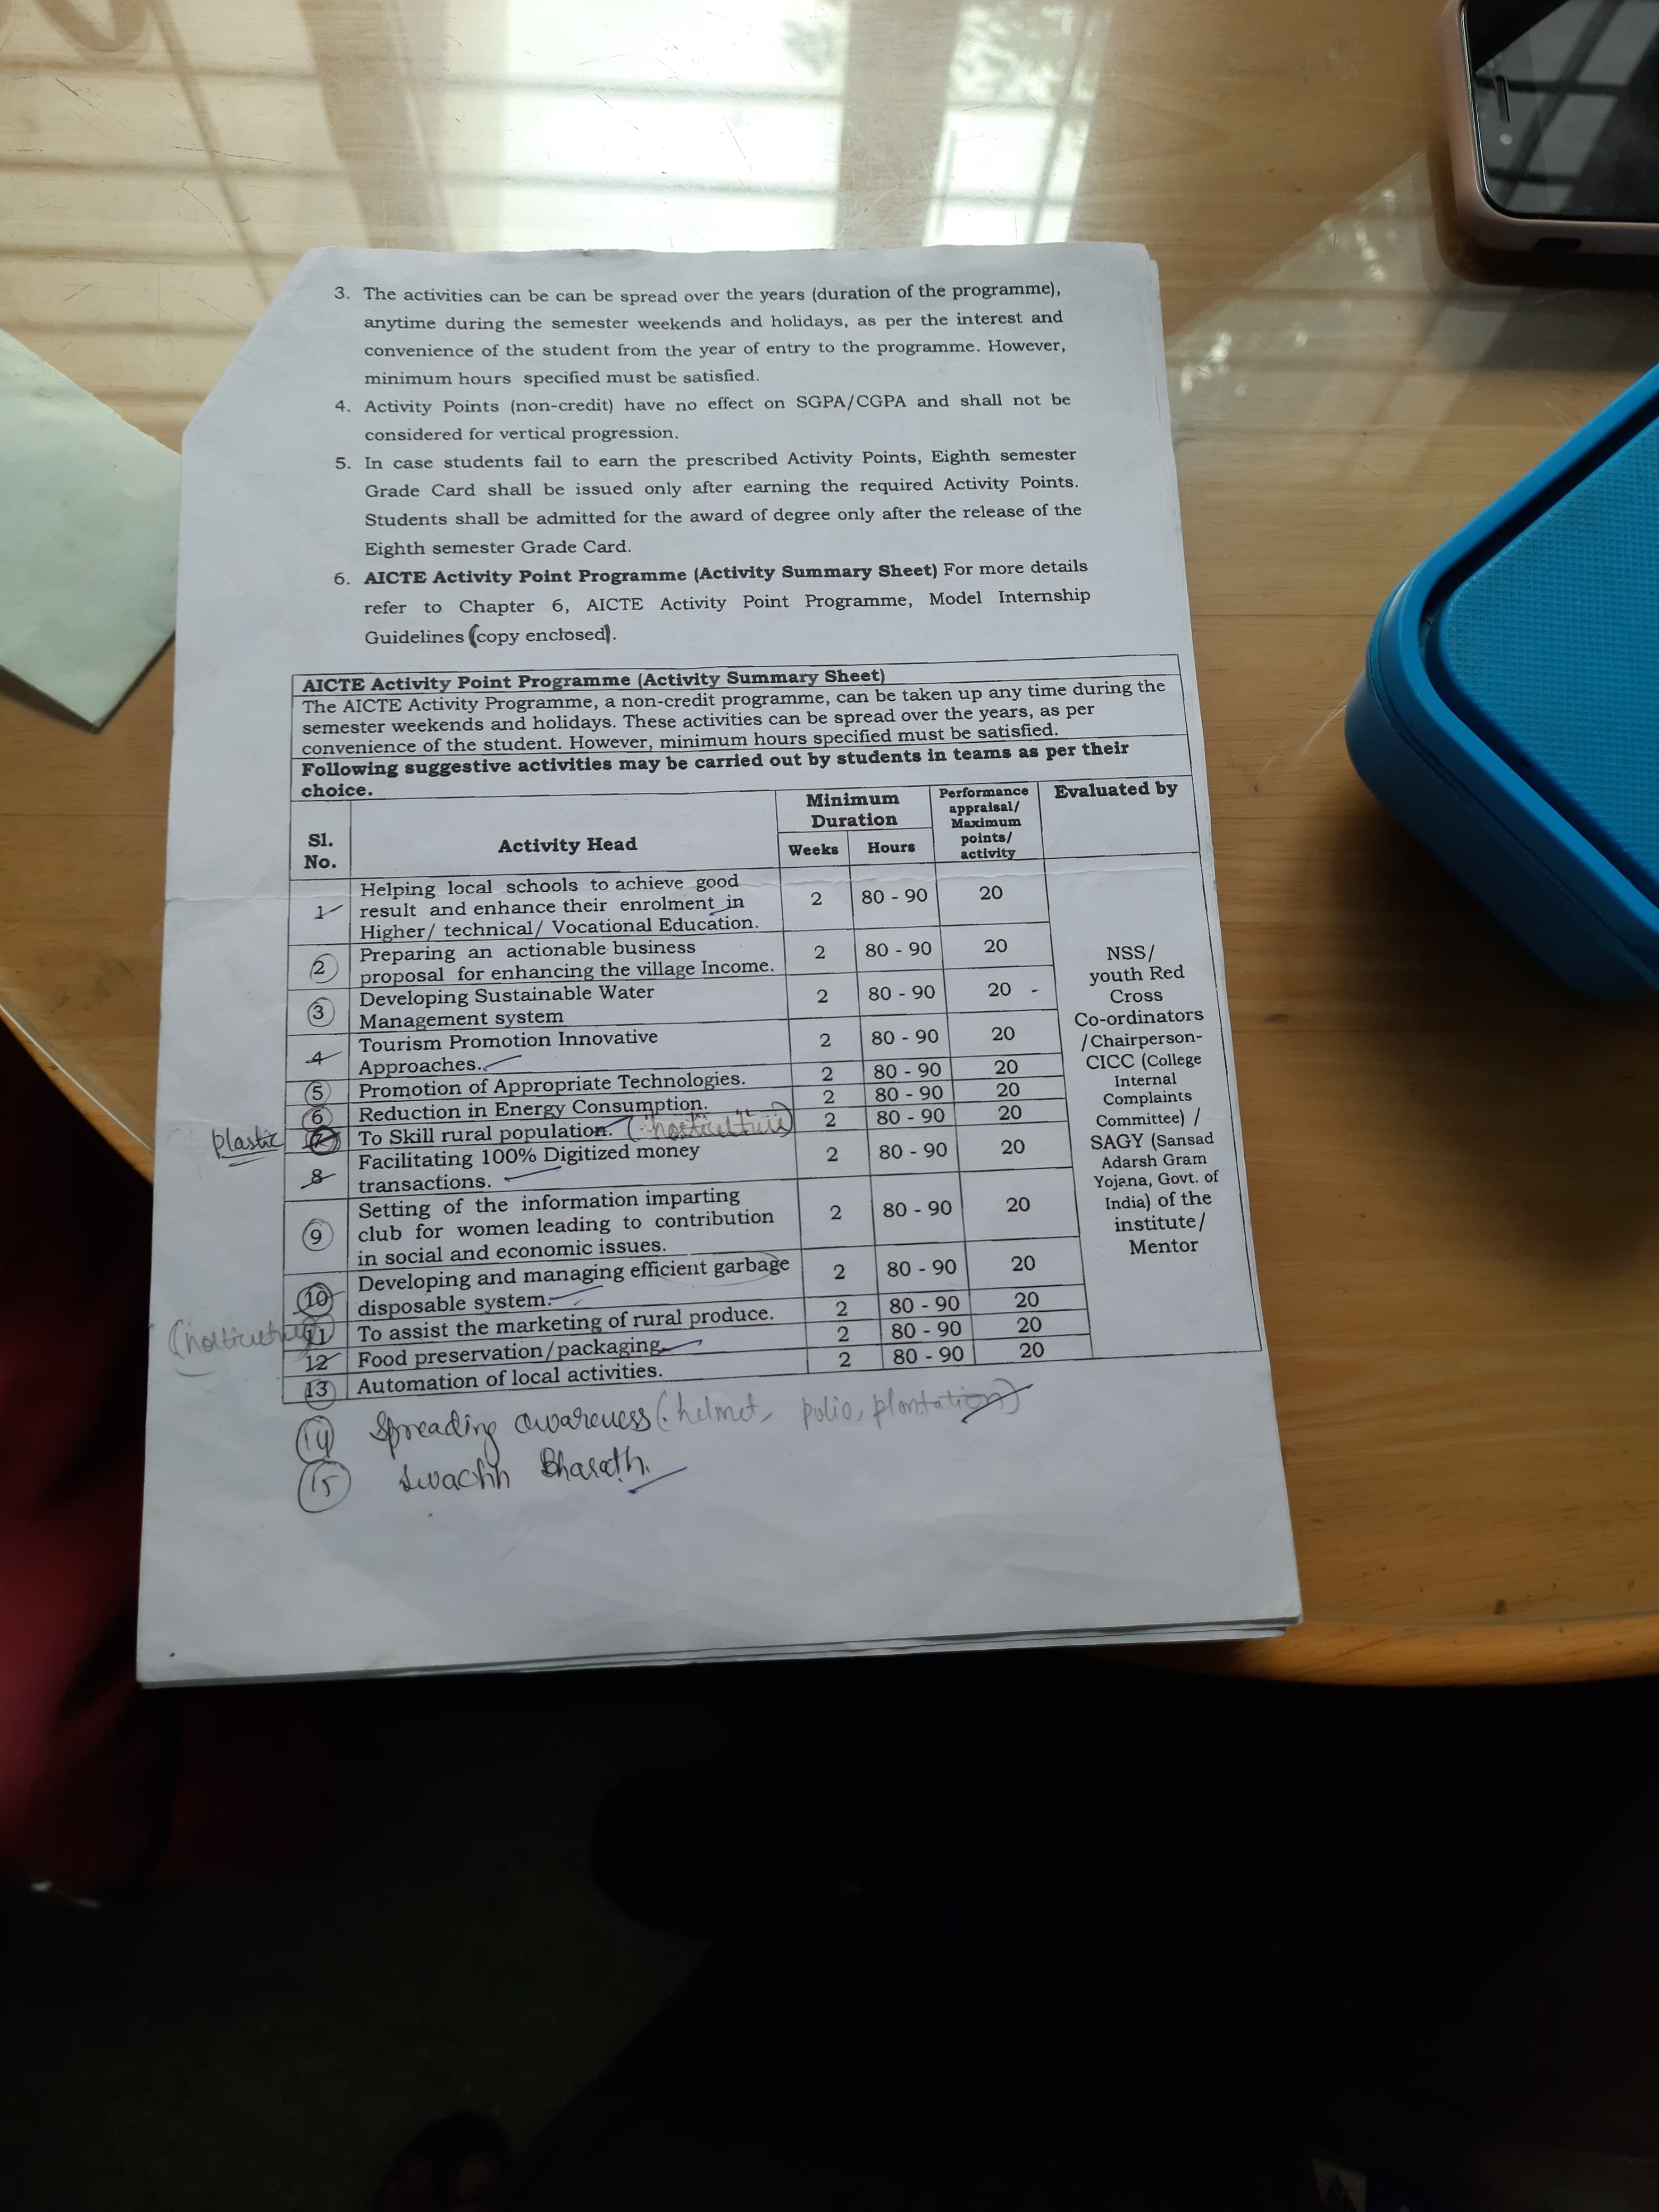 3. The activities can be can be spread over the years (duration of the programme),
anytime during the semester weekends and holidays, as per the interest and
convenience of the student from the year of entry to the programme. However,
minimum hours specified must be satisfied.
4. Activity Points (non-credit) have no effect on SGPA/CGPA and shall not be
considered for vertical progression.
5. In case students fail to earn the prescribed Activity Points, Eighth semester
Grade Card shall be issued only after earning the required Activity Points.
Students shall be admitted for the award of degree only after the release of the
Eighth semester Grade Card.
6. AICTE Activity Point Programme (Activity Summary Sheet) For more details
refer to Chapter 6, AICTE Activity Point Programme, Model Internship
Guidelines (copy enclosed).
AICTE Activity Point Programme (Activity Summary Sheet)
The AICTE Activity Programme, a non-credit programme, can be taken up any time during the
semester weekends and holidays. These activities can be spread over the years, as per
convenience of the student. However, minimum hours specified must be satisfied.
Following suggestive activities may be carried out by students in teams as per their
choice.
Sl. No. Activity Head Minimum Duration Weeks Hours Performance appraisal/ Maximum points/ activity Evaluated by
1 Helping local schools to achieve good
result and enhance their enrolment in 2 80 - 90 20
Higher/ technical/ Vocational Education.
2 Preparing an actionable business 2 80 - 90 20
proposal for enhancing the village Income.
3 Developing Sustainable Water 2 80 - 90 20
Management system
4 Tourism Promotion Innovative 2 80 - 90 20
Approaches.
5 Promotion of Appropriate Technologies. 2 80 - 90 20
6 Reduction in Energy Consumption. 2 80 - 90 20
plastic 7 To Skill rural population. (horticulture) 2 80 - 90 20
8 Facilitating 100% Digitized money 2 80 - 90 20
transactions.
9 Setting of the information imparting
club for women leading to contribution 2 80 - 90 20
in social and economic issues.
10 Developing and managing efficient garbage 2 80 - 90 20
disposable system.
(horticulture) 11 To assist the marketing of rural produce. 2 80 - 90 20
12 Food preservation/packaging 2 80 - 90 20
13 Automation of local activities. 2 80 - 90 20
NSS/
youth Red
Cross
Co-ordinators
/Chairperson-
CICC (College
Internal
Complaints
Committee) /
SAGY (Sansad
Adarsh Gram
Yojana, Govt. of
India) of the
institute/
Mentor
14 Spreading awareness (helmet, polio, plantation)
15 Swachh Bharath.